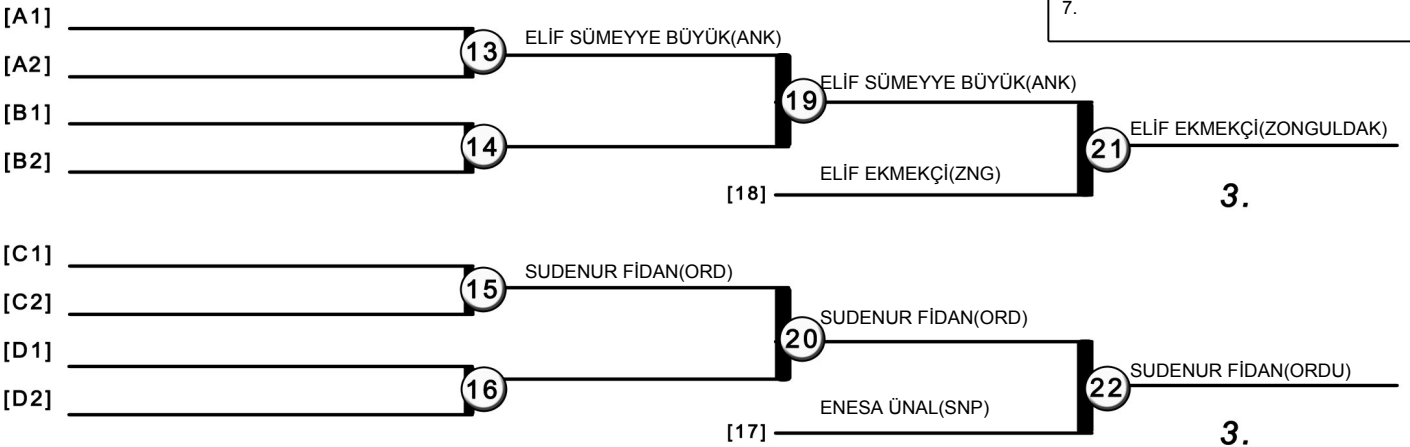 7.
[A1]
13
ELİF SÜMEYYE BÜYÜK(ANK)
[A2]
19
ELİF SÜMEYYE BÜYÜK(ANK)
[B1]
14
21
ELİF EKMEKÇİ(ZONGULDAK)
[B2]
[18]
ELİF EKMEKÇİ(ZNG)
3.
[C1]
15
SUDENUR FİDAN(ORD)
[C2]
20
SUDENUR FİDAN(ORD)
[D1]
16
22
SUDENUR FİDAN(ORDU)
[D2]
[17]
ENESA ÜNAL(SNP)
3.